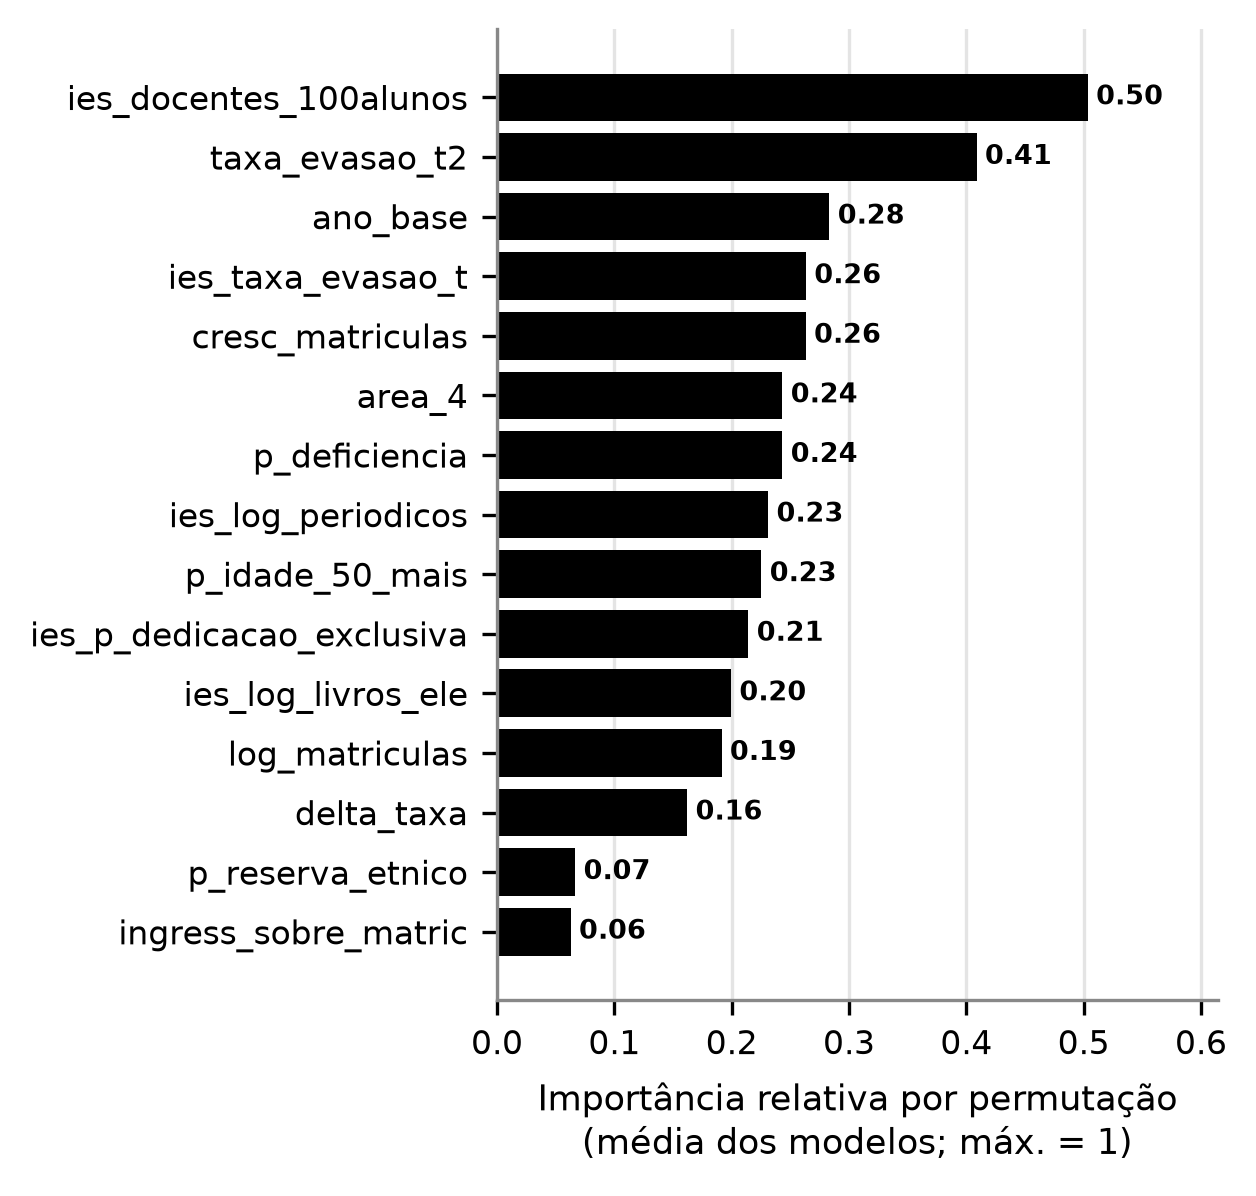 ies_docentes_100alunos 0.50
taxa_evasao_t2 0.41
ano_base 0.28
ies_taxa_evasao_t 0.26
cresc_matriculas 0.26
area_4 0.24
p_deficiencia 0.24
ies_log_periodicos 0.23
p_idade_50_mais 0.23
ies_p_dedicacao_exclusiva 0.21
ies_log_livros_ele 0.20
log_matriculas 0.19
delta_taxa 0.16
p_reserva_etnico 0.07
ingress_sobre_matric 0.06
0.0 0.1 0.2 0.3 0.4 0.5 0.6
Importância relativa por permutação
(média dos modelos; máx. = 1)